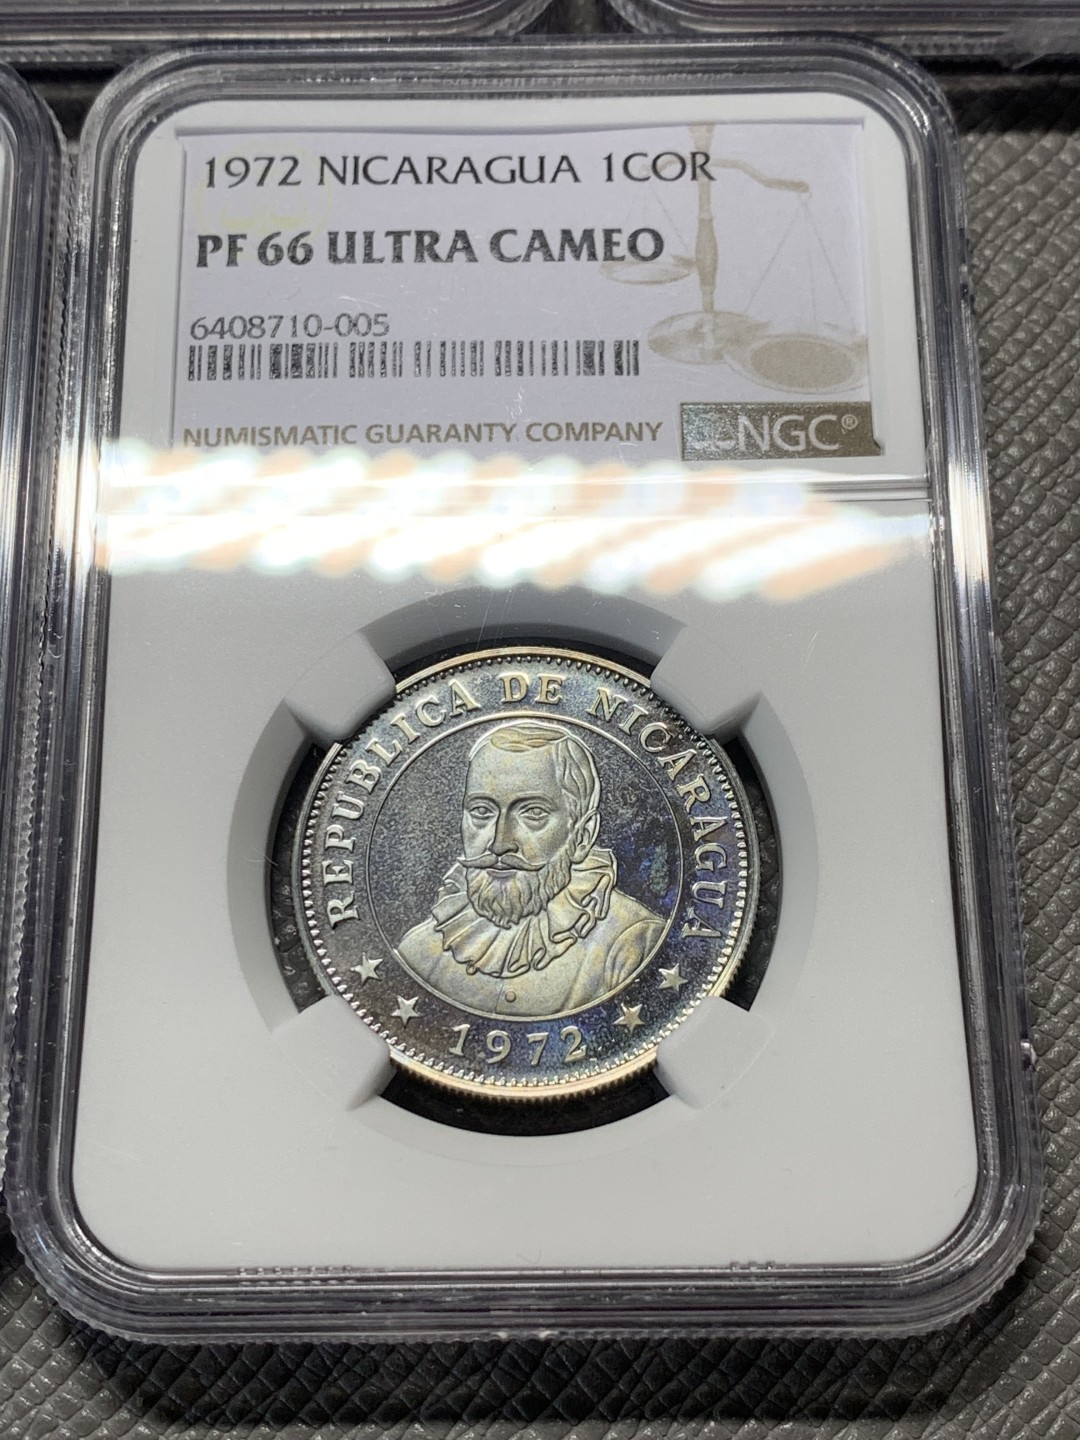 1972 NICARAGUA 1COR
PF 66 ULTRA CAMEO
6408710-005
NUMISMATIC GUARANTY COMPANY
NGC®
REPUBLICA DE NICARAGUA
1972